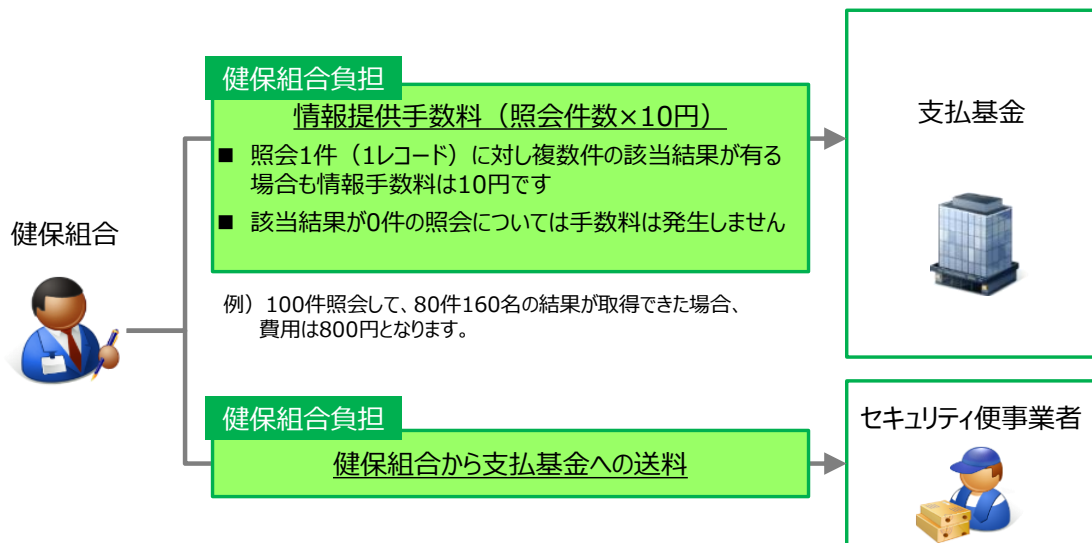 健保組合
健保組合負担
情報提供手数料（照会件数×10円）
■ 照会1件（1レコード）に対し複数件の該当結果が有る
場合も情報手数料は10円です
■ 該当結果が0件の照会については手数料は発生しません
例）100件照会して、80件160名の結果が取得できた場合、
費用は800円となります。
支払基金
健保組合負担
健保組合から支払基金への送料
セキュリティ便事業者